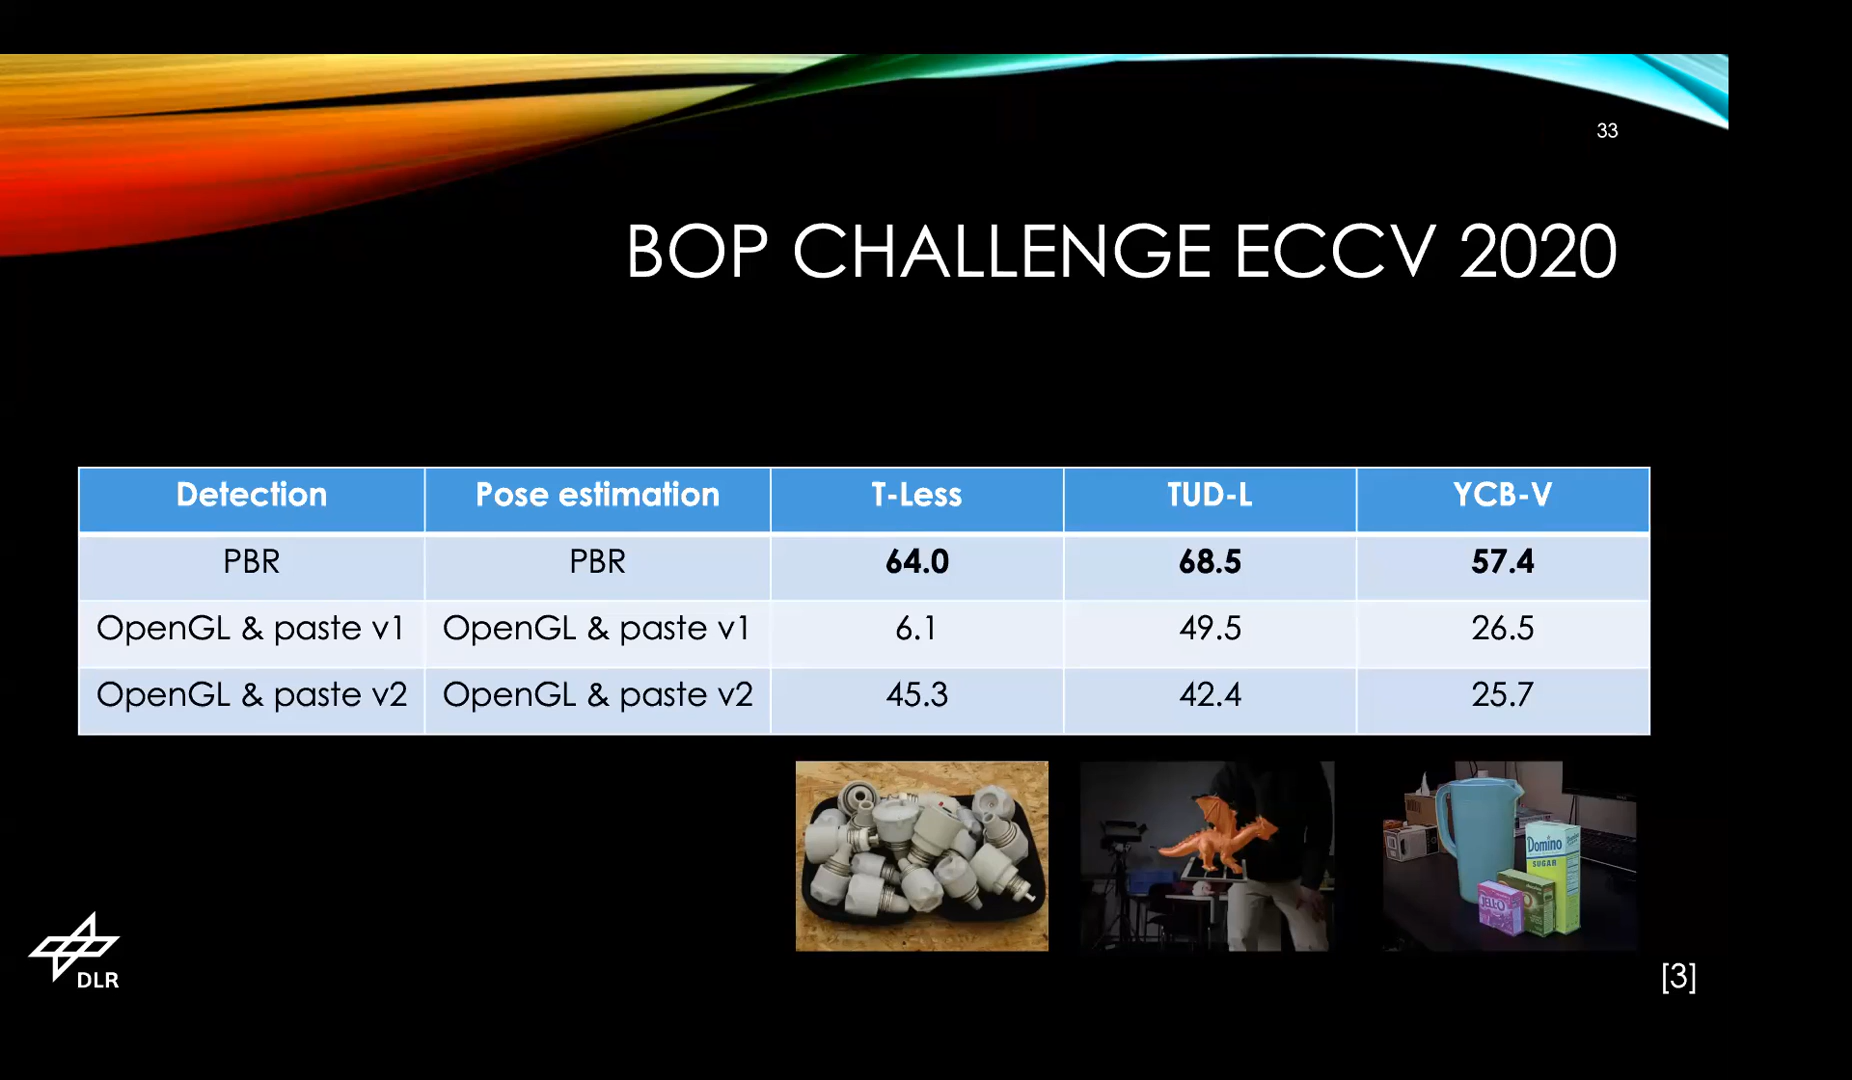 33
BOP CHALLENGE ECCV 2020
Detection Pose estimation T-Less TUD-L YCB-V
PBR PBR 64.0 68.5 57.4
OpenGL & paste v1 OpenGL & paste v1 6.1 49.5 26.5
OpenGL & paste v2 OpenGL & paste v2 45.3 42.4 25.7
Domino
SUGAR
JELL-O
DLR
[3]